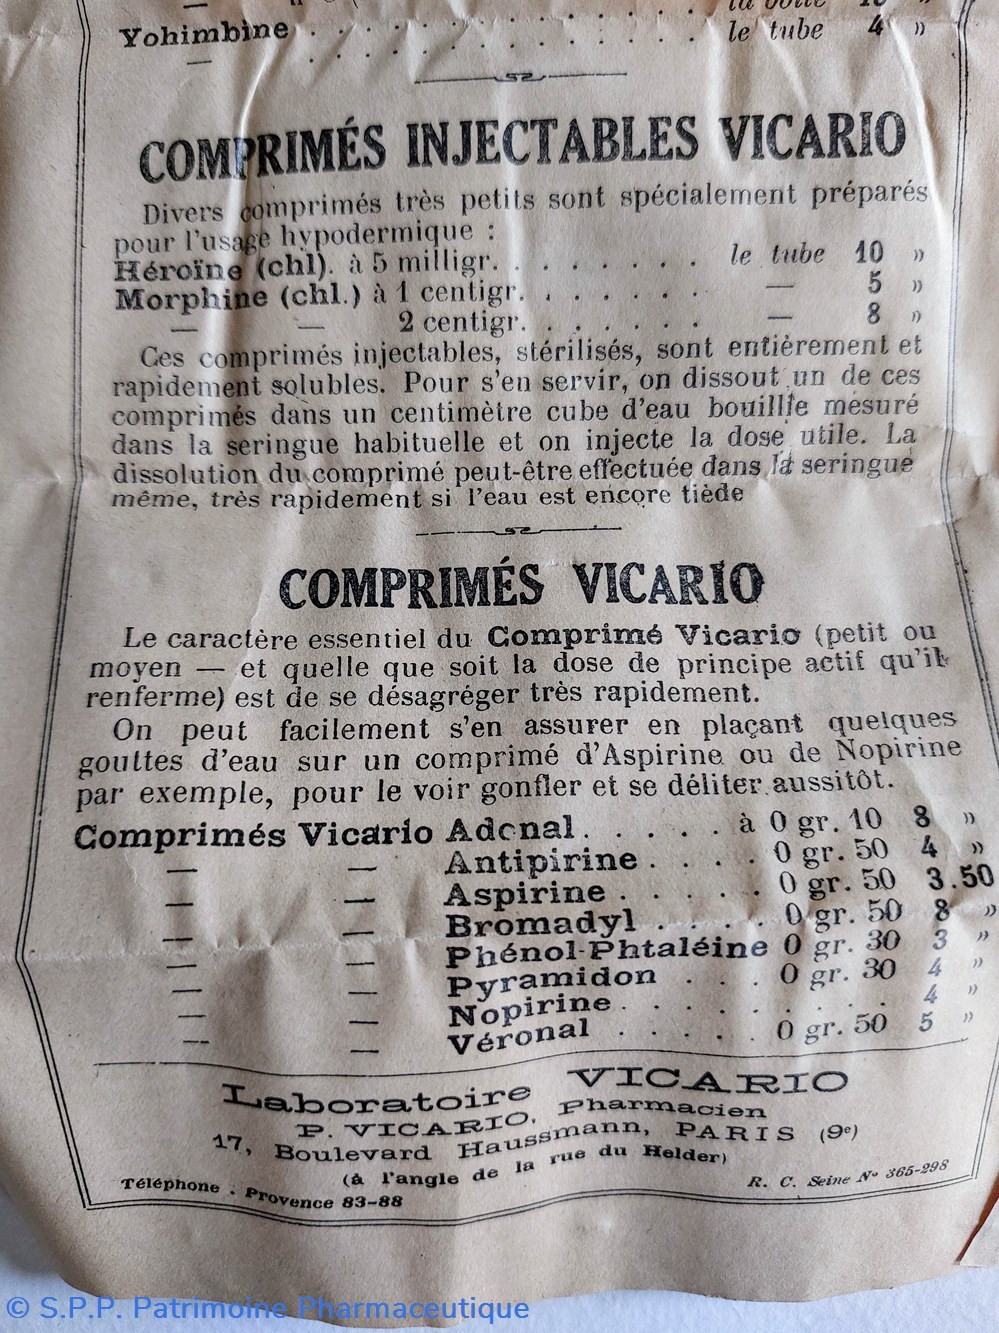 la boîte 10 »
Yohimbine . . . . . . . . . . . . le tube 4 »
—
COMPRIMÉS INJECTABLES VICARIO
Divers comprimés très petits sont spécialement préparés
pour l'usage hypodermique :
Héroïne (chl). à 5 milligr. . . . . . . . le tube 10 »
Morphine (chl.) à 1 centigr. . . . . . . — 5 »
— — 2 centigr. . . . . . . — 8 »
Ces comprimés injectables, stérilisés, sont entièrement et
rapidement solubles. Pour s'en servir, on dissout un de ces
comprimés dans un centimètre cube d'eau bouillie mesuré
dans la seringue habituelle et on injecte la dose utile. La
dissolution du comprimé peut-être effectuée dans la seringue
même, très rapidement si l'eau est encore tiède
COMPRIMÉS VICARIO
Le caractère essentiel du Comprimé Vicario (petit ou
moyen — et quelle que soit la dose de principe actif qu'il
renferme) est de se désagréger très rapidement.
On peut facilement s'en assurer en plaçant quelques
gouttes d'eau sur un comprimé d'Aspirine ou de Nopirine
par exemple, pour le voir gonfler et se déliter aussitôt.
Comprimés Vicario Adonal. . . . . . à 0 gr. 10 8 »
— — Antipirine . . . . 0 gr. 50 4 »
— — Aspirine . . . . . 0 gr. 50 3.50
— — Bromadyl . . . . 0 gr. 50 8 »
— — Phénol-Phtaléine 0 gr. 30 3 »
— — Pyramidon . . . 0 gr. 30 4 »
— — Nopirine . . . . . . . . 4 »
— — Véronal . . . . . 0 gr. 50 5 »
Laboratoire VICARIO
P. VICARIO, Pharmacien
17, Boulevard Haussmann, PARIS (9e)
(à l'angle de la rue du Helder)
Téléphone . Provence 83-88 R. C. Seine N° 365-298
© S.P.P. Patrimoine Pharmaceutique